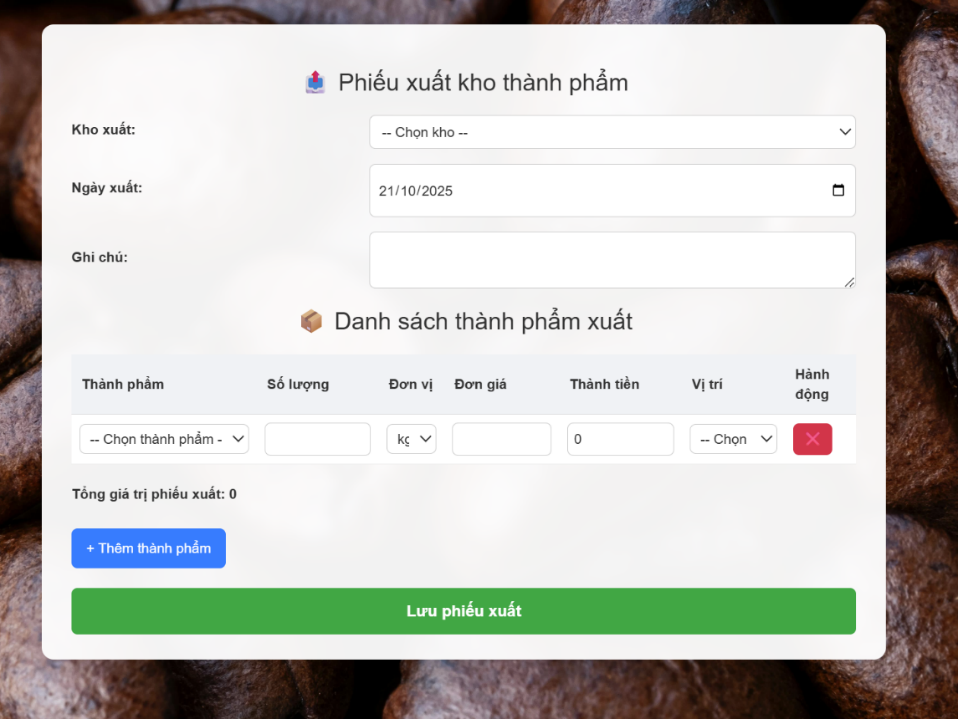 Phiếu xuất kho thành phẩm
Kho xuất:
-- Chọn kho --
Ngày xuất:
21/10/2025
Ghi chú:
Danh sách thành phẩm xuất
Thành phẩm Số lượng Đơn vị Đơn giá Thành tiền Vị trí Hành động
-- Chọn thành phẩm - kg 0 -- Chọn
Tổng giá trị phiếu xuất: 0
+ Thêm thành phẩm
Lưu phiếu xuất